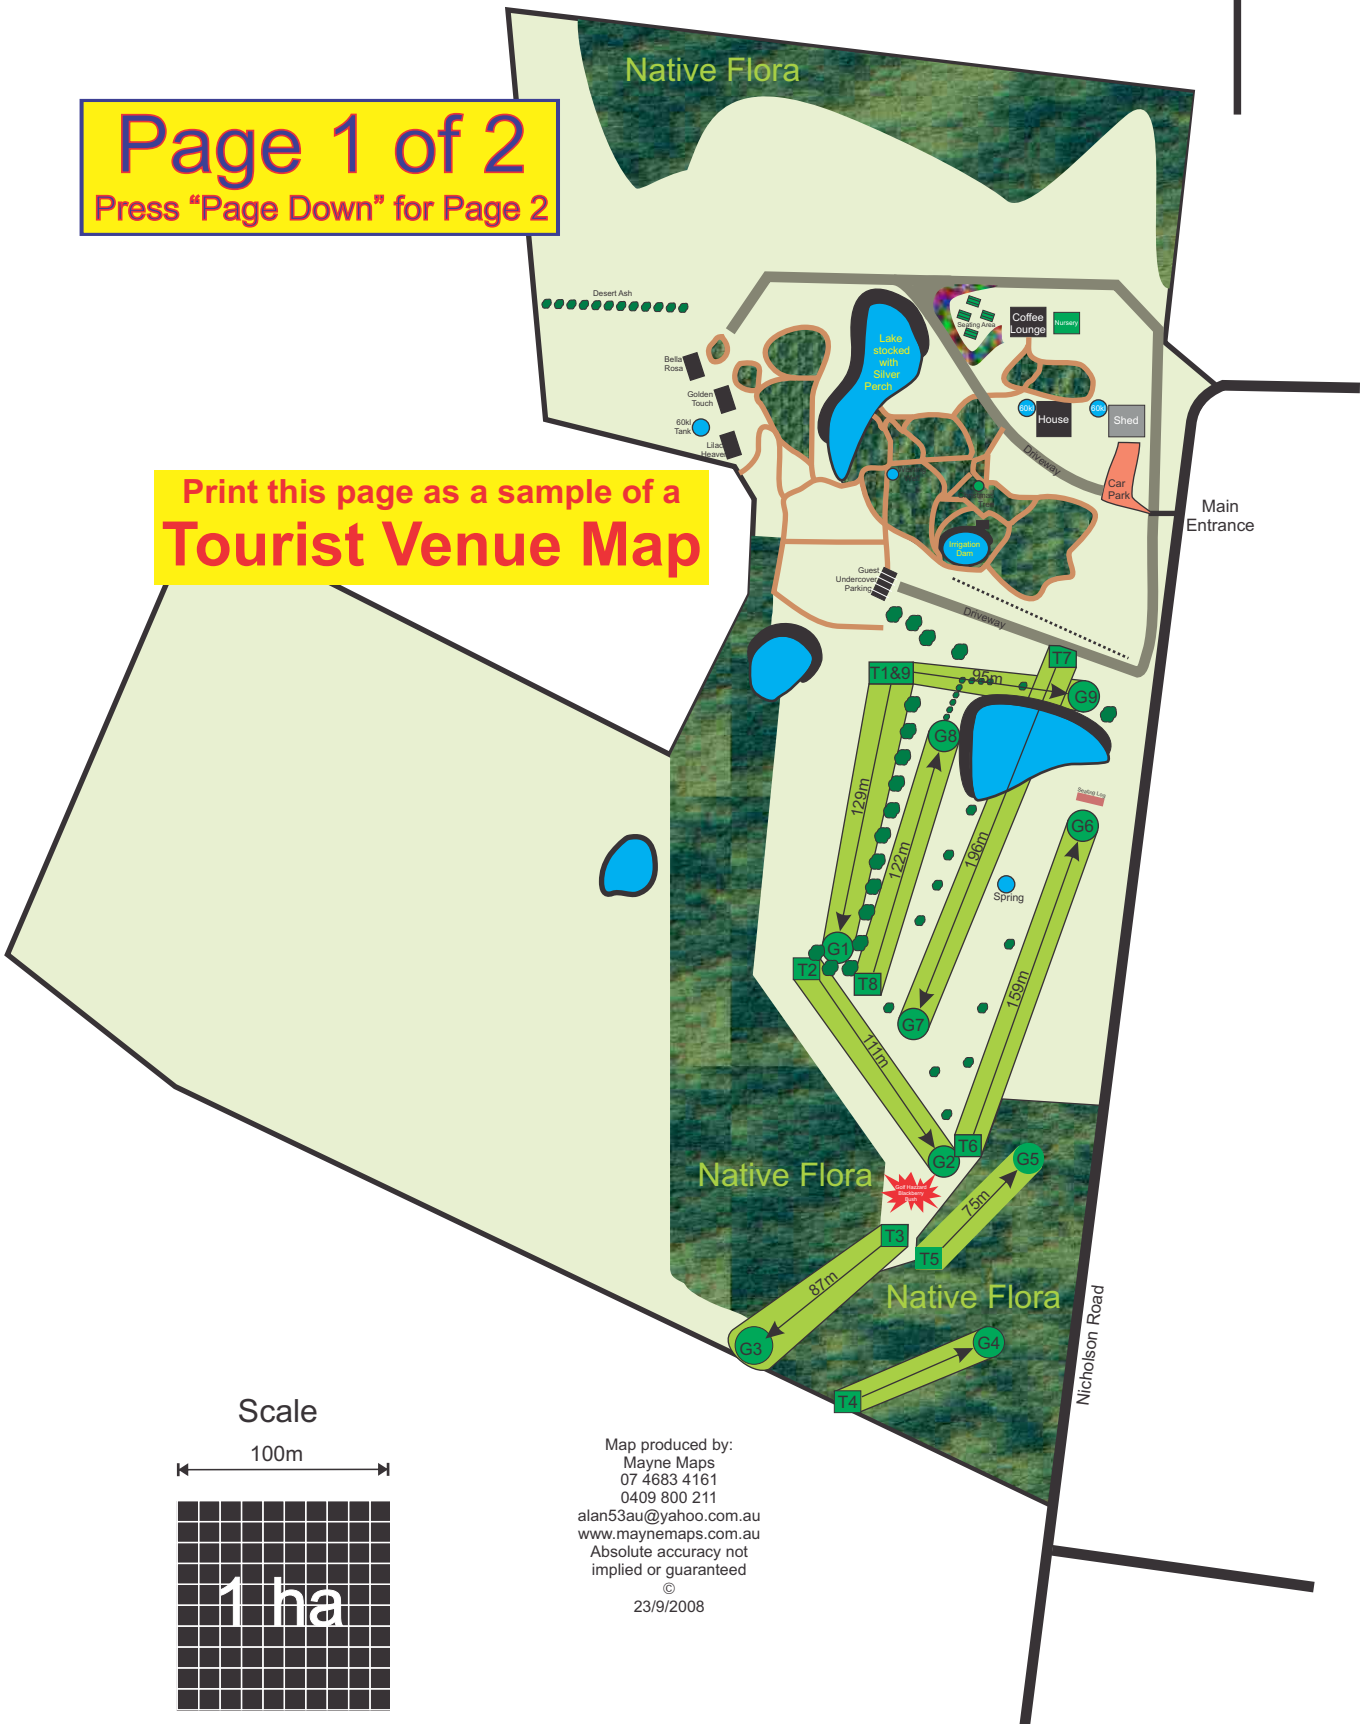 Native Flora
Page 1 of 2
Press “Page Down” for Page 2
Desert Ash
Seating Area
Coffee
Lounge
Nursery
Lake
stocked
with
Silver
Perch
Bella
Rosa
Golden
Touch
60kl
Tank
Lilac
Heaven
60kl
House
60kl
Shed
Driveway
Car
Park
Main
Entrance
Print this page as a sample of a
Tourist Venue Map
Irrigation
Dam
Guest
Undercover
Parking
Driveway
T7
T1&9
95m
G9
G8
129m
122m
196m
Seating Log
G6
Spring
G1
T2
T8
159m
G7
111m
T6
G2
G5
Native Flora
Golf Hazzard
Blackberry
Bush
75m
T3
T5
87m
Native Flora
G3
G4
T4
Nicholson Road
Scale
100m
1 ha
Map produced by:
Mayne Maps
07 4683 4161
0409 800 211
alan53au@yahoo.com.au
www.maynemaps.com.au
Absolute accuracy not
implied or guaranteed
©
23/9/2008